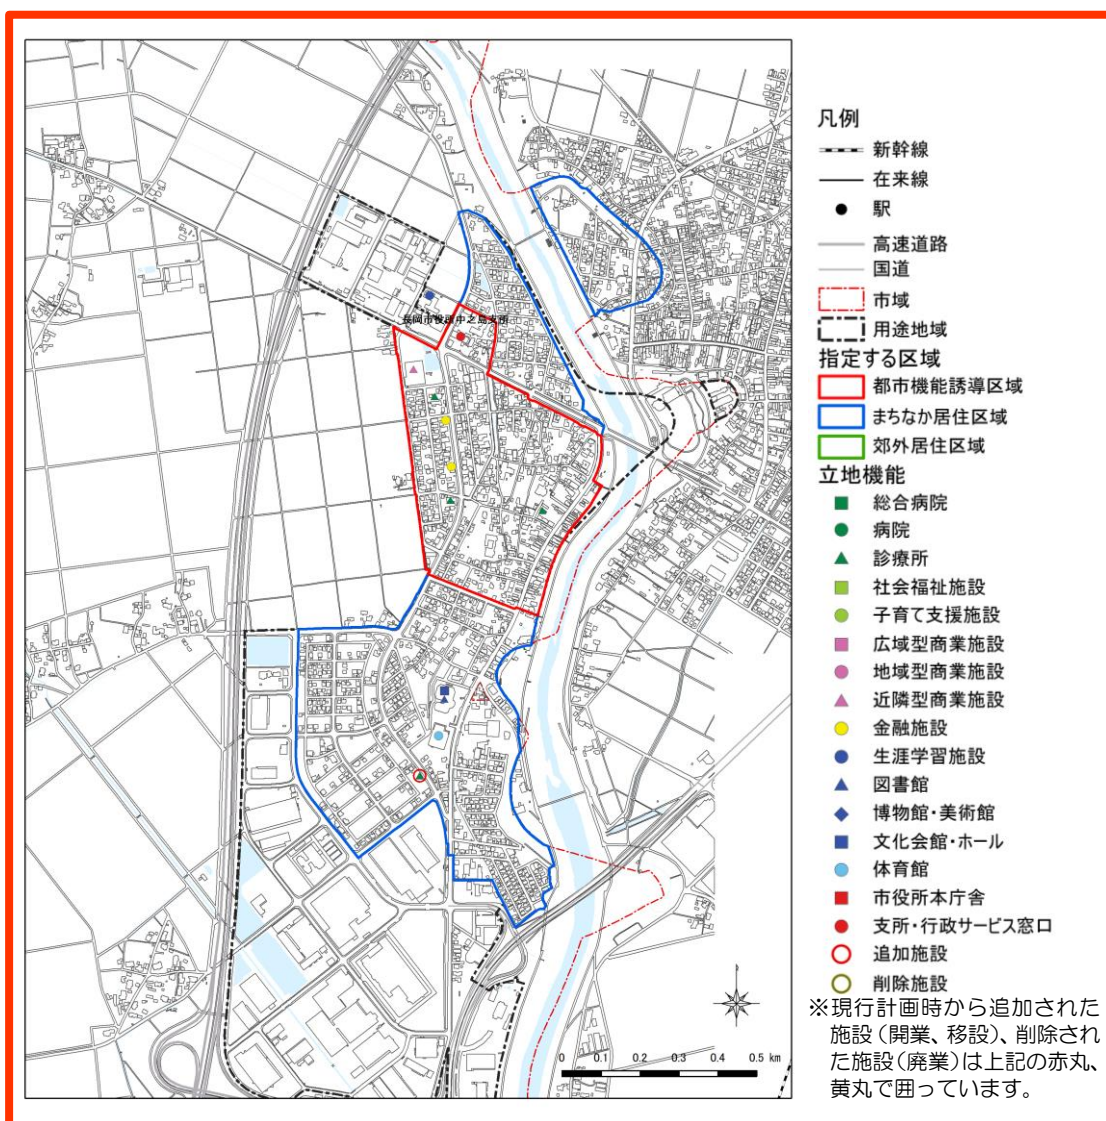 長岡市役所中之島支所
0 0.1 0.2 0.3 0.4 0.5 km
凡例
新幹線
在来線
駅
高速道路
国道
市域
用途地域
指定する区域
都市機能誘導区域
まちなか居住区域
郊外居住区域
立地機能
総合病院
病院
診療所
社会福祉施設
子育て支援施設
広域型商業施設
地域型商業施設
近隣型商業施設
金融施設
生涯学習施設
図書館
博物館・美術館
文化会館・ホール
体育館
市役所本庁舎
支所・行政サービス窓口
追加施設
削除施設
※現行計画時から追加された
施設(開業、移設)、削除され
た施設(廃業)は上記の赤丸、
黄丸で囲っています。